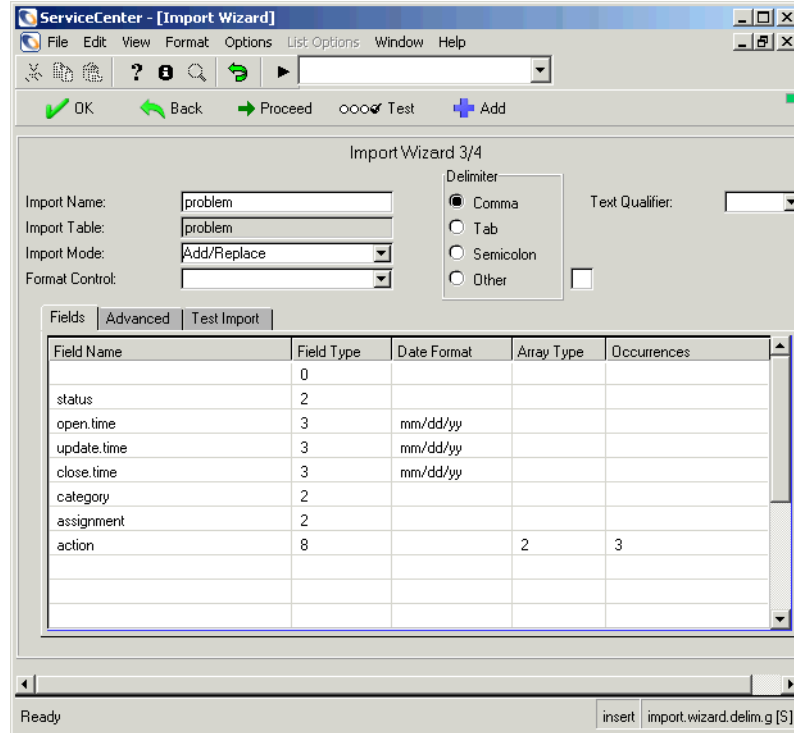 ServiceCenter - [Import Wizard]
File Edit View Format Options List Options Window Help
OK Back Proceed Test Add
Import Wizard 3/4
Delimiter
Import Name: problem Comma Text Qualifier:
Import Table: problem Tab
Import Mode: Add/Replace Semicolon
Format Control: Other
Fields Advanced Test Import
Field Name Field Type Date Format Array Type Occurrences
0
status 2
open.time 3 mm/dd/yy
update.time 3 mm/dd/yy
close.time 3 mm/dd/yy
category 2
assignment 2
action 8 2 3
Ready insert import.wizard.delim.g [S]